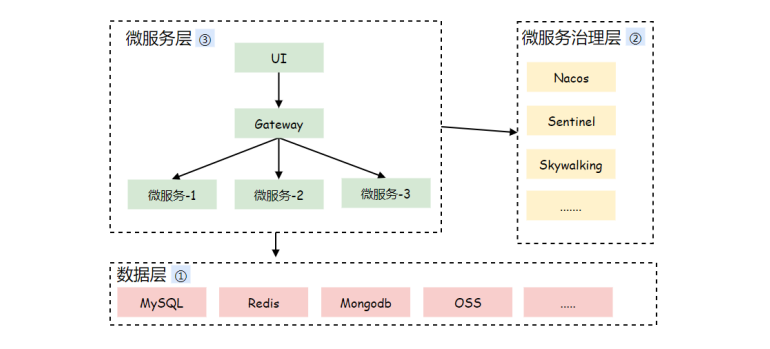 微服务层 ③
UI
Gateway
微服务-1
微服务-2
微服务-3
微服务治理层 ②
Nacos
Sentinel
Skywalking
.......
数据层 ①
MySQL
Redis
Mongodb
OSS
.....